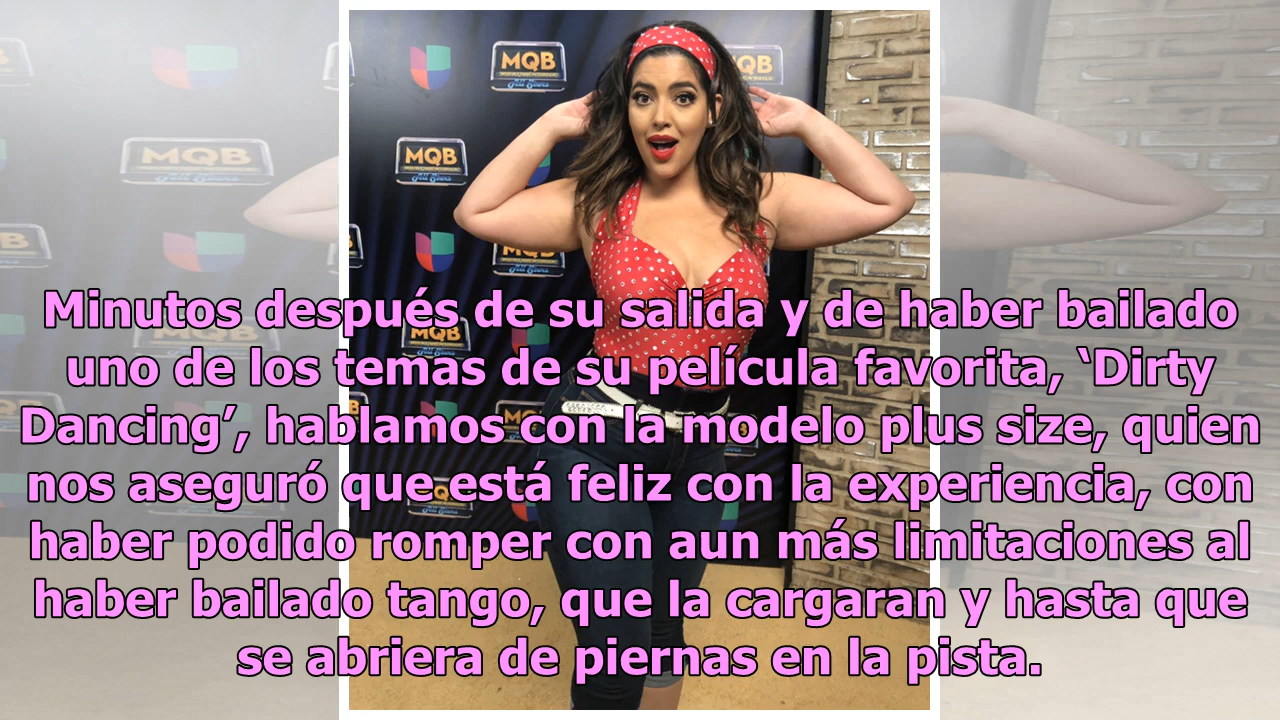 MQB
MQB
MQB
MQB
Minutos después de su salida y de haber bailado
uno de los temas de su película favorita, ‘Dirty
Dancing’, hablamos con la modelo plus size, quien
nos aseguró que está feliz con la experiencia, con
haber podido romper con aun más limitaciones al
haber bailado tango, que la cargaran y hasta que
se abriera de piernas en la pista.